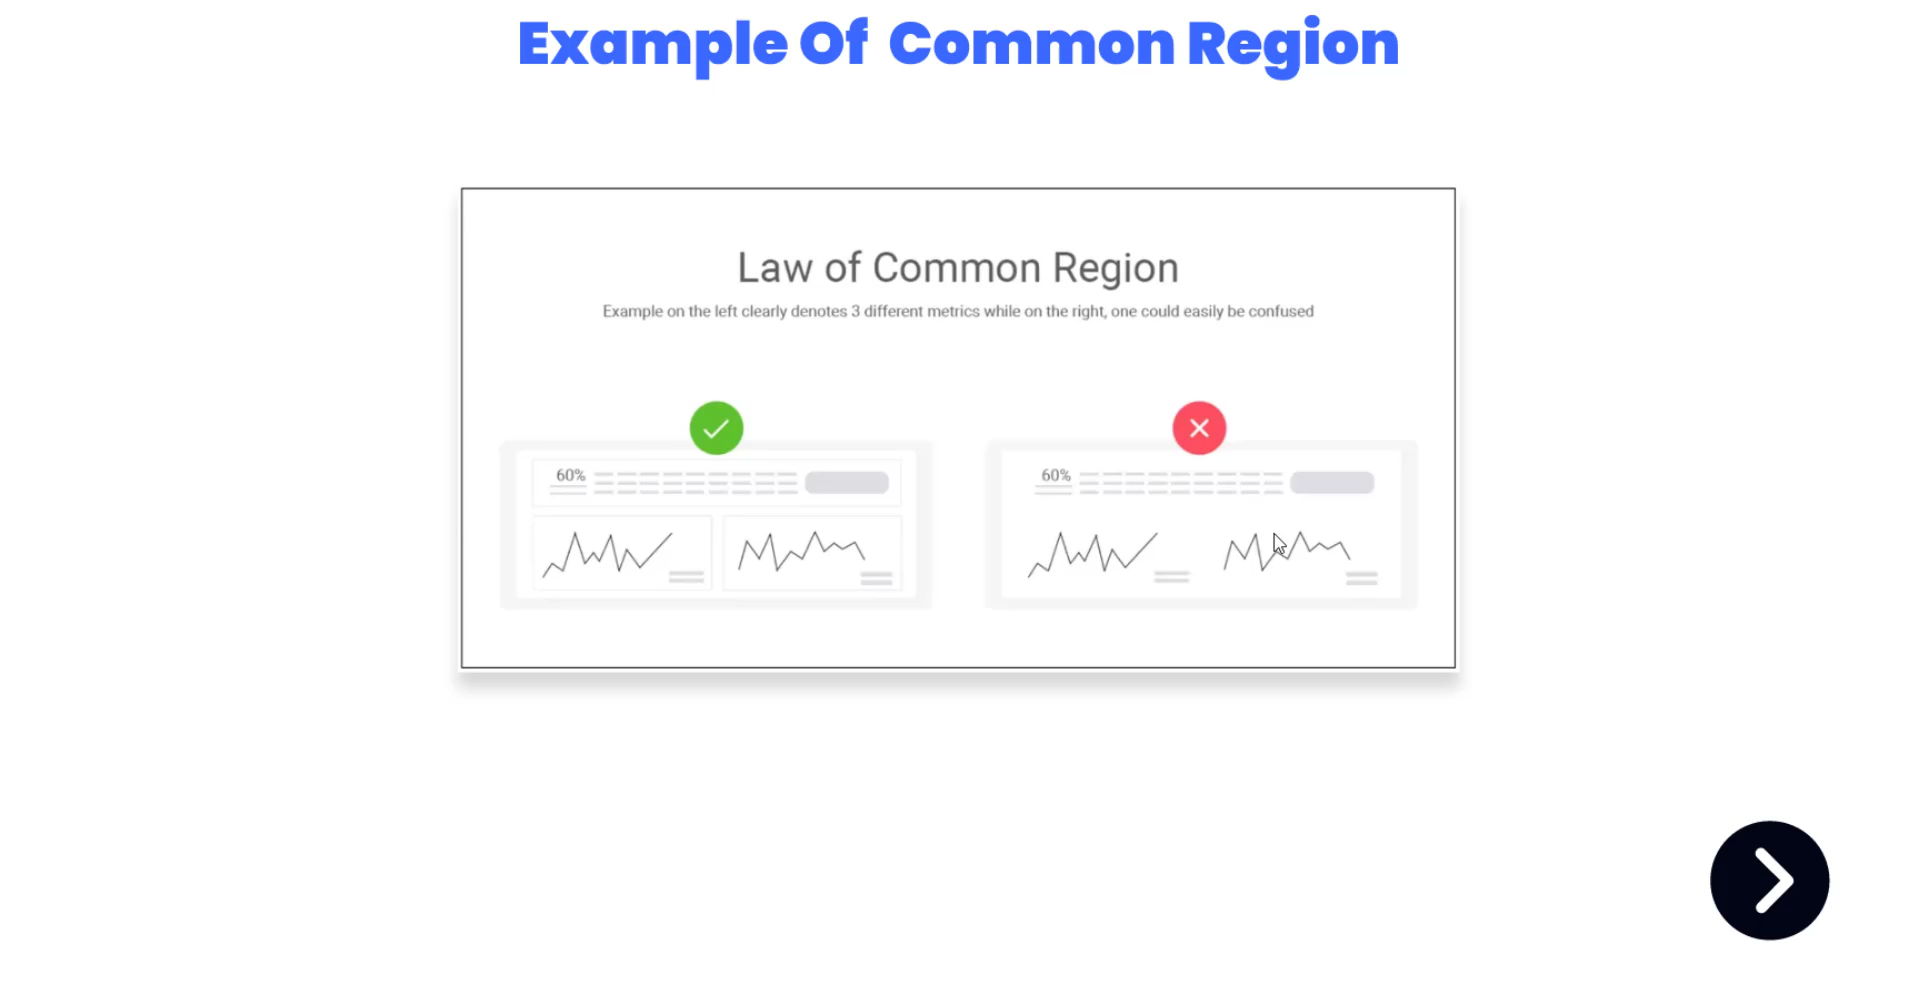 Example Of Common Region
Law of Common Region
Example on the left clearly denotes 3 different metrics while on the right, one could easily be confused
60%
60%